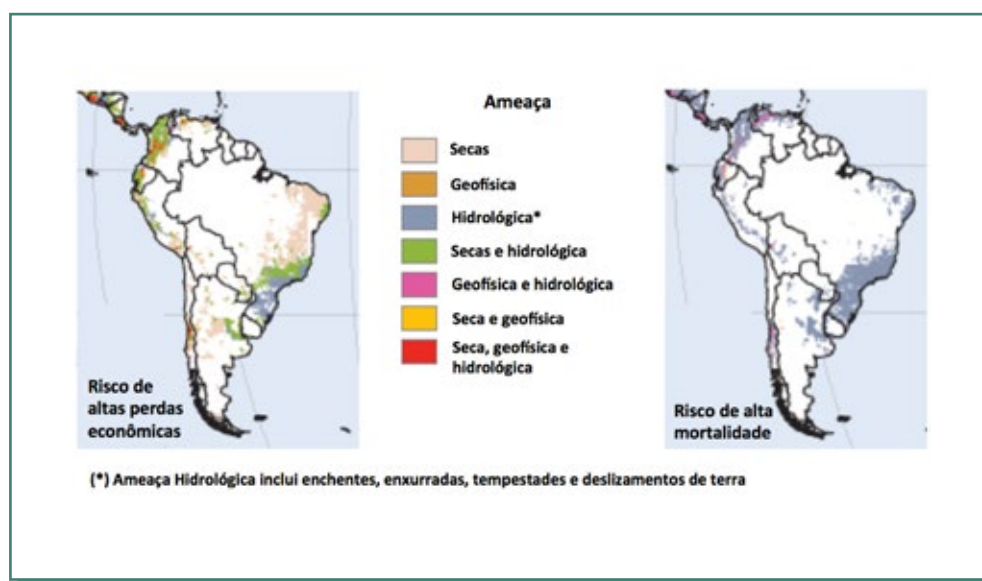 Ameaça
Secas
Geofísica
Hidrológica*
Secas e hidrológica
Geofísica e hidrológica
Seca e geofísica
Seca, geofísica e
hidrológica
Risco de
altas perdas
econômicas
Risco de alta
mortalidade
(*) Ameaça Hidrológica inclui enchentes, enxurradas, tempestades e deslizamentos de terra